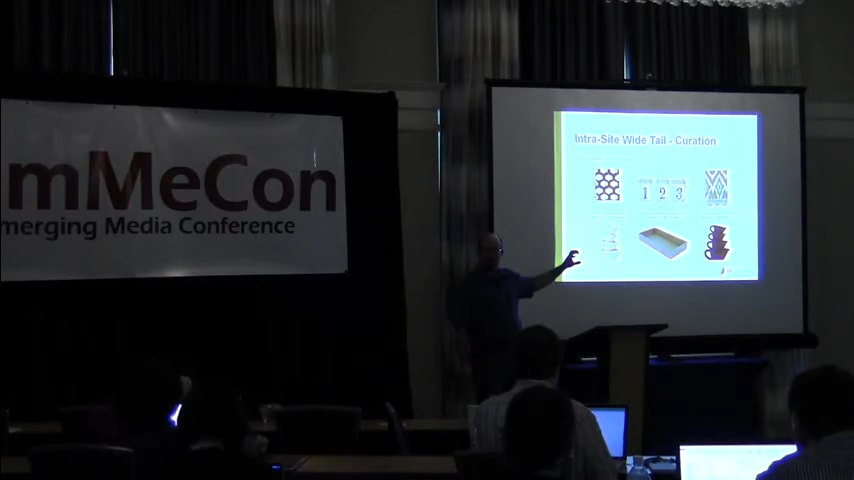 mMeCon
merging Media Conference
Intra-Site Wide Tail - Curation
1 2 3